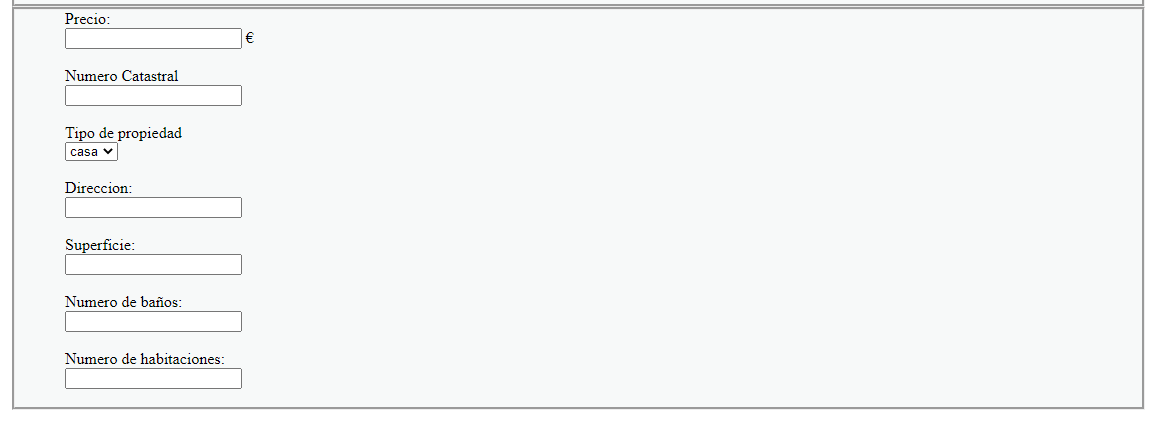 Precio:
€
Numero Catastral
Tipo de propiedad
casa
Direccion:
Superficie:
Numero de baños:
Numero de habitaciones: